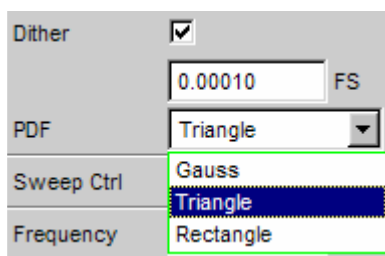 Dither
0.00010 FS
PDF Triangle
Sweep Ctrl Gauss
Triangle
Frequency Rectangle